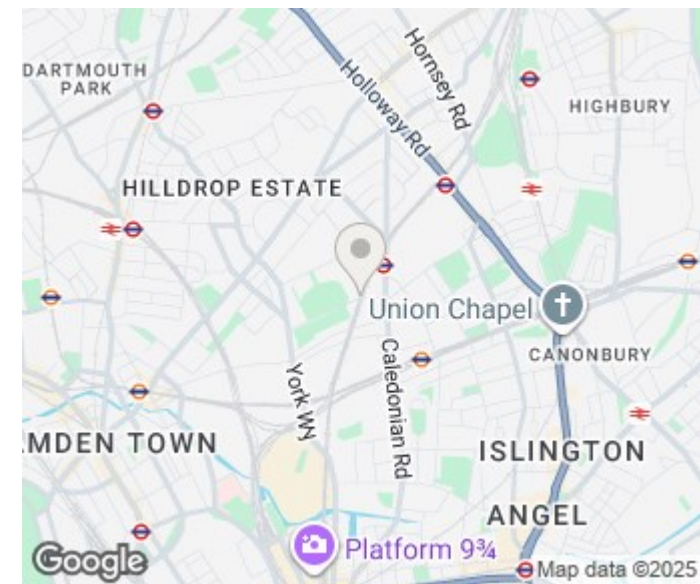 DARTMOUTH
PARK
Hornsey Rd
Holloway Rd
HIGHBURY
HILLDROP ESTATE
Union Chapel
CANONBURY
York Wy
Caledonian Rd
MDEN TOWN
ISLINGTON
ANGEL
Platform 9¾
Google
Map data ©2025